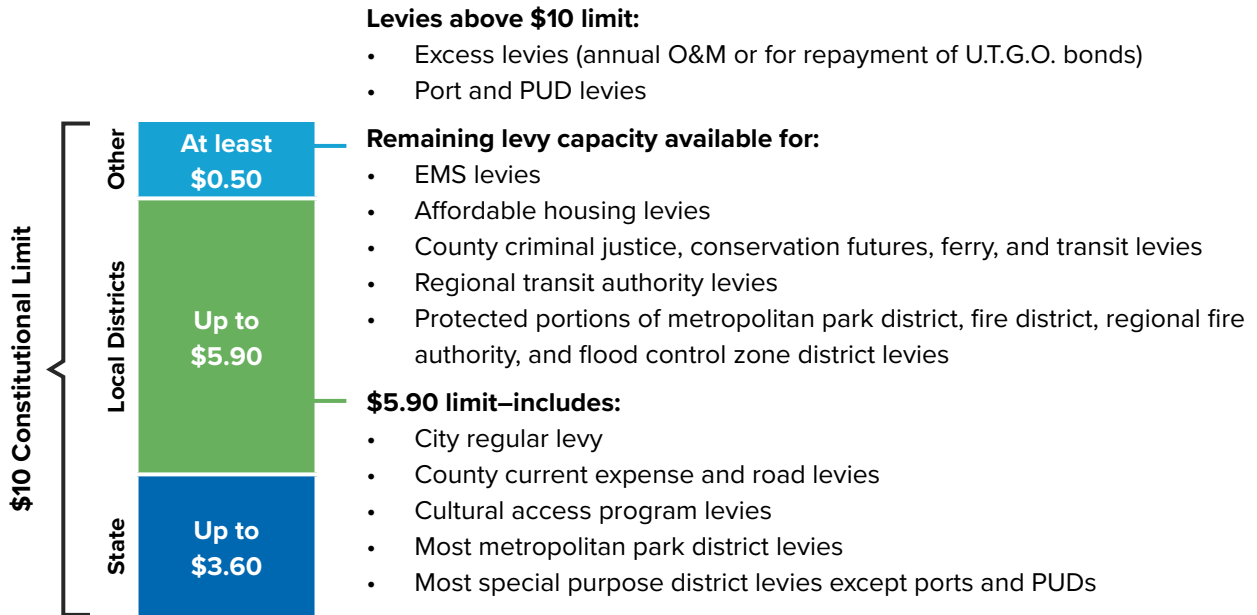 Levies above $10 limit:
• Excess levies (annual O&M or for repayment of U.T.G.O. bonds)
• Port and PUD levies
$10 Constitutional Limit
Other
At least
$0.50
Remaining levy capacity available for:
• EMS levies
• Affordable housing levies
• County criminal justice, conservation futures, ferry, and transit levies
• Regional transit authority levies
• Protected portions of metropolitan park district, fire district, regional fire
authority, and flood control zone district levies
Local Districts
Up to
$5.90
$5.90 limit–includes:
• City regular levy
• County current expense and road levies
• Cultural access program levies
• Most metropolitan park district levies
• Most special purpose district levies except ports and PUDs
State
Up to
$3.60